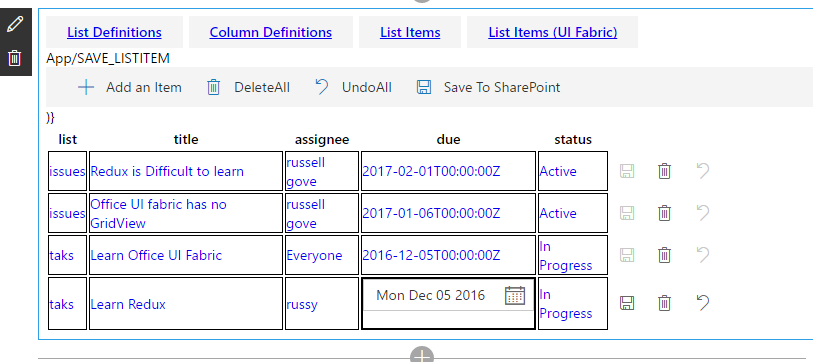 List Definitions Column Definitions List Items List Items (UI Fabric)
App/SAVE_LISTITEM
Add an Item DeleteAll UndoAll Save To SharePoint
)}
list title assignee due status
issues Redux is Difficult to learn russell gove 2017-02-01T00:00:00Z Active
issues Office UI fabric has no GridView russell gove 2017-01-06T00:00:00Z Active
taks Learn Office UI Fabric Everyone 2016-12-05T00:00:00Z In Progress
taks Learn Redux russy Mon Dec 05 2016 In Progress